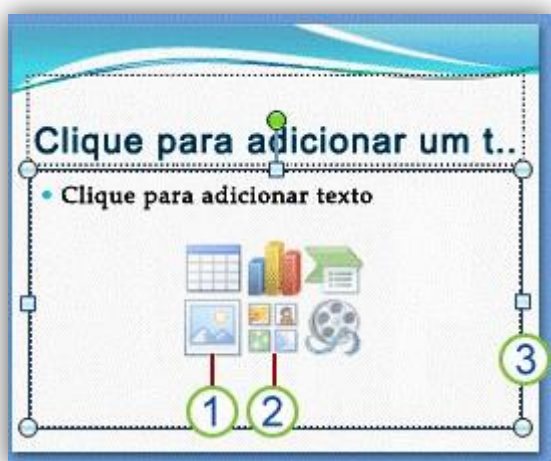 Clique para adicionar um t..
• Clique para adicionar texto
3
1 2